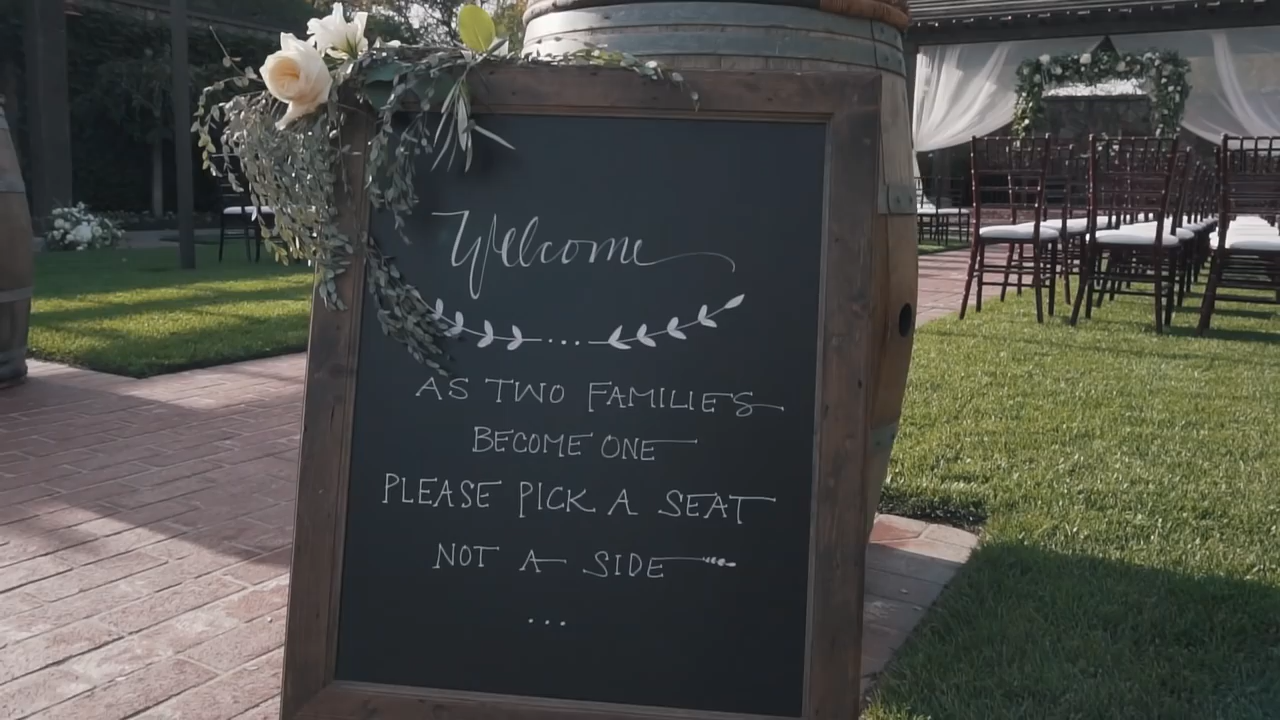 Welcome
AS TWO FAMILIES
BECOME ONE
PLEASE PICK A SEAT
NOT A SIDE
...